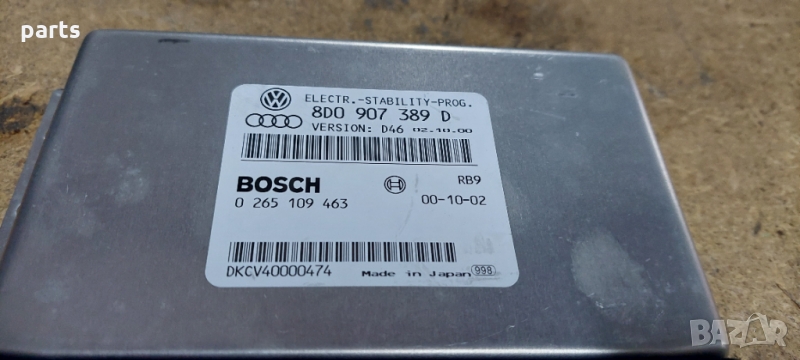 parts
ELECTR.-STABILITY-PROG.
8D0 907 389 D
VERSION: D46 02.10.00
BOSCH
RB9
0 265 109 463
00-10-02
DKCV40000474
Made in Japan 998
BAZAR